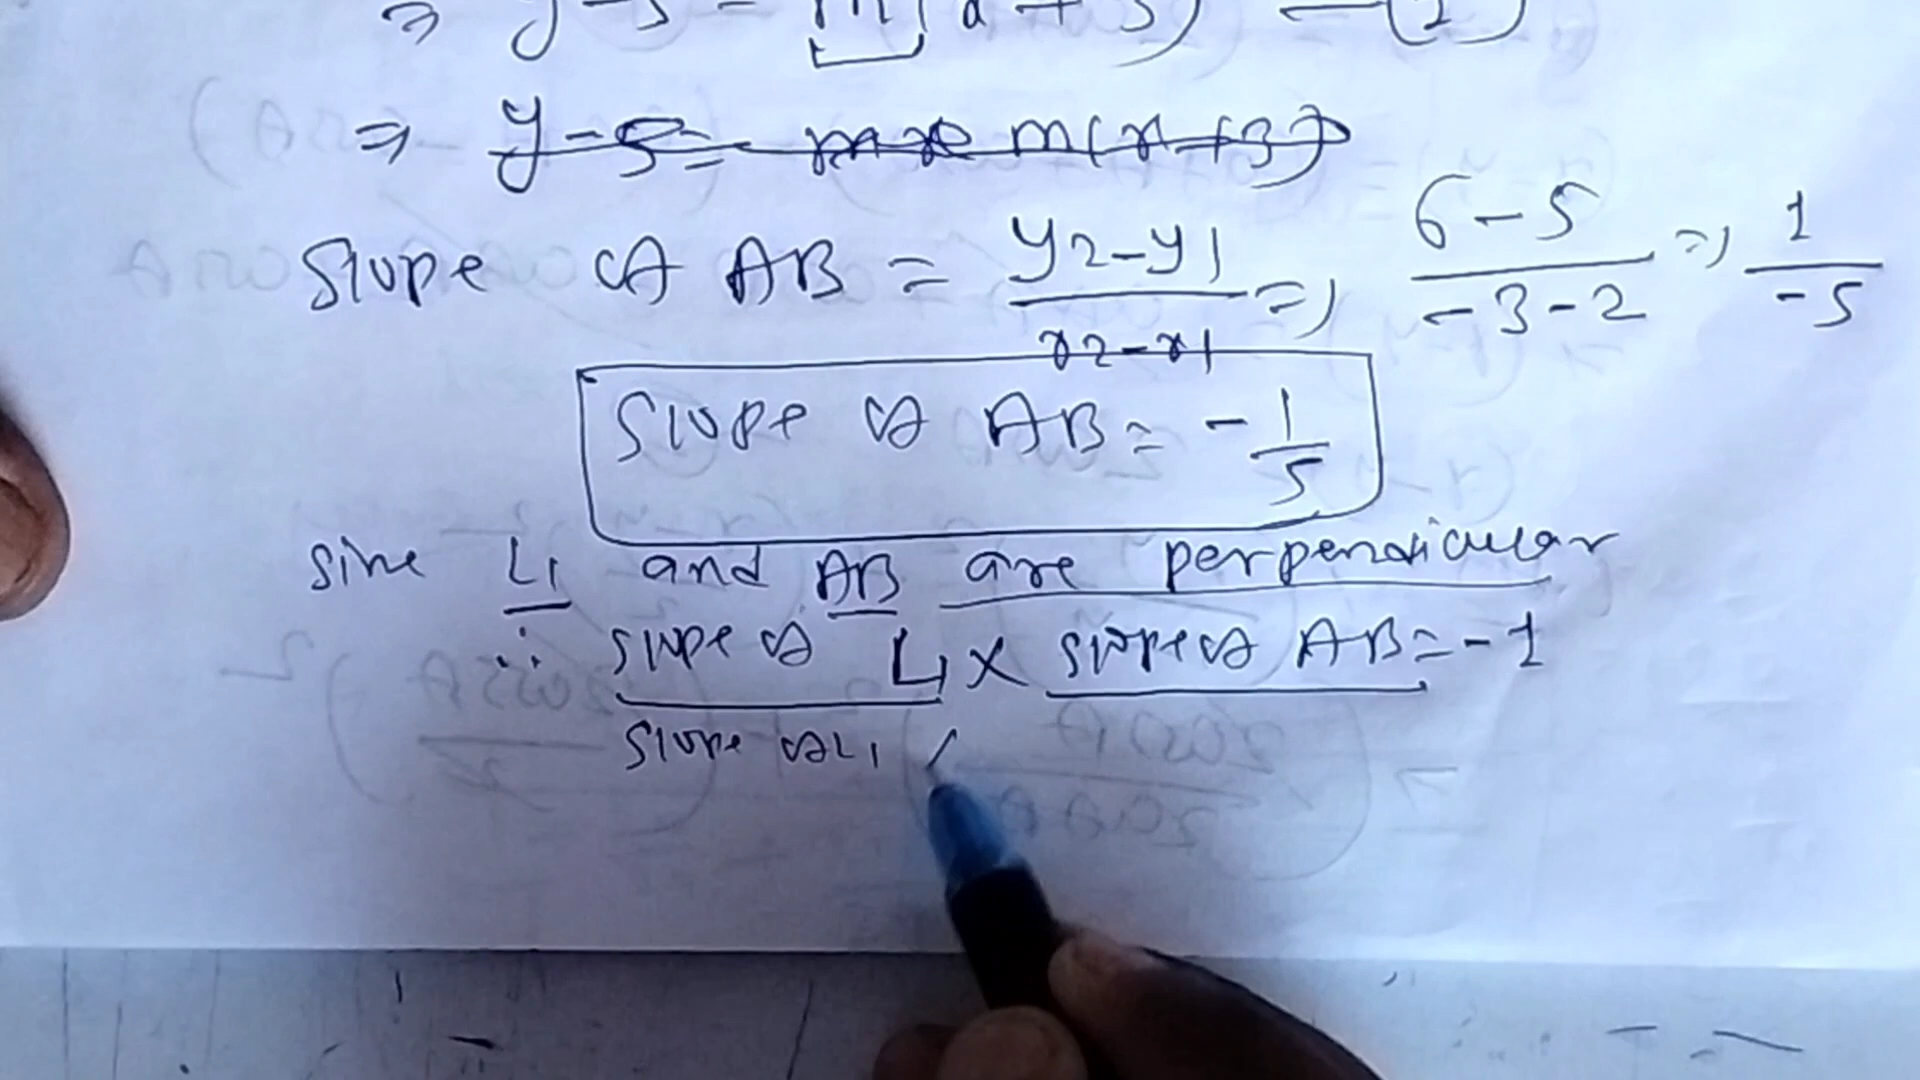 ⇒ y-5 = m(x+3) —(1)
⇒ y-5= mx m(x+3)
Slope of AB = y2-y1/x2-x1 ⇒ 6-5/-3-2 ⇒ 1/-5
Slope of AB= -1/5
sine L1 and AB are perpendicular
∴ slope of L1 × slope of AB=-1
Slope of L1